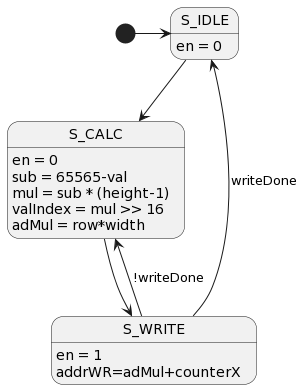 S_IDLE
en = 0
S_CALC
en = 0
sub = 65565-val
mul = sub * (height-1)
valIndex = mul >> 16
adMul = row*width
writeDone
!writeDone
S_WRITE
en = 1
addrWR=adMul+counterX